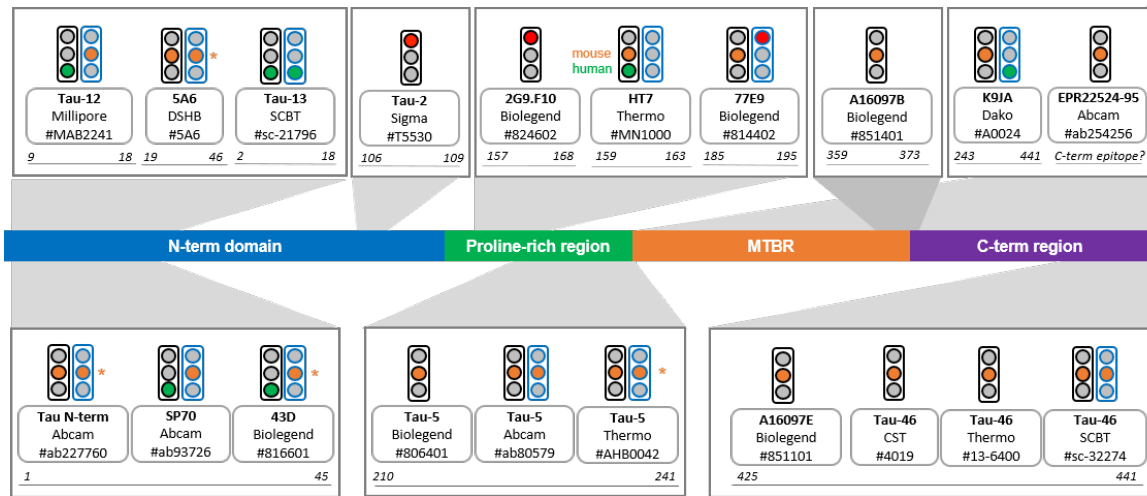 mouse
human
*
Tau-12
Millipore
#MAB2241
5A6
DSHB
#5A6
Tau-13
SCBT
#sc-21796
Tau-2
Sigma
#T5530
2G9.F10
Biolegend
#824602
HT7
Thermo
#MN1000
77E9
Biolegend
#814402
A16097B
Biolegend
#851401
K9JA
Dako
#A0024
EPR22524-95
Abcam
#ab254256
9 18
19 46
2 18
106 109
157 168
159 163
185 195
359 373
243 441
C-term epitope?
N-term domain
Proline-rich region
MTBR
C-term region
*
*
*
Tau N-term
Abcam
#ab227760
SP70
Abcam
#ab93726
43D
Biolegend
#816601
Tau-5
Biolegend
#806401
Tau-5
Abcam
#ab80579
Tau-5
Thermo
#AHB0042
A16097E
Biolegend
#851101
Tau-46
CST
#4019
Tau-46
Thermo
#13-6400
Tau-46
SCBT
#sc-32274
1 45
210 241
425 441